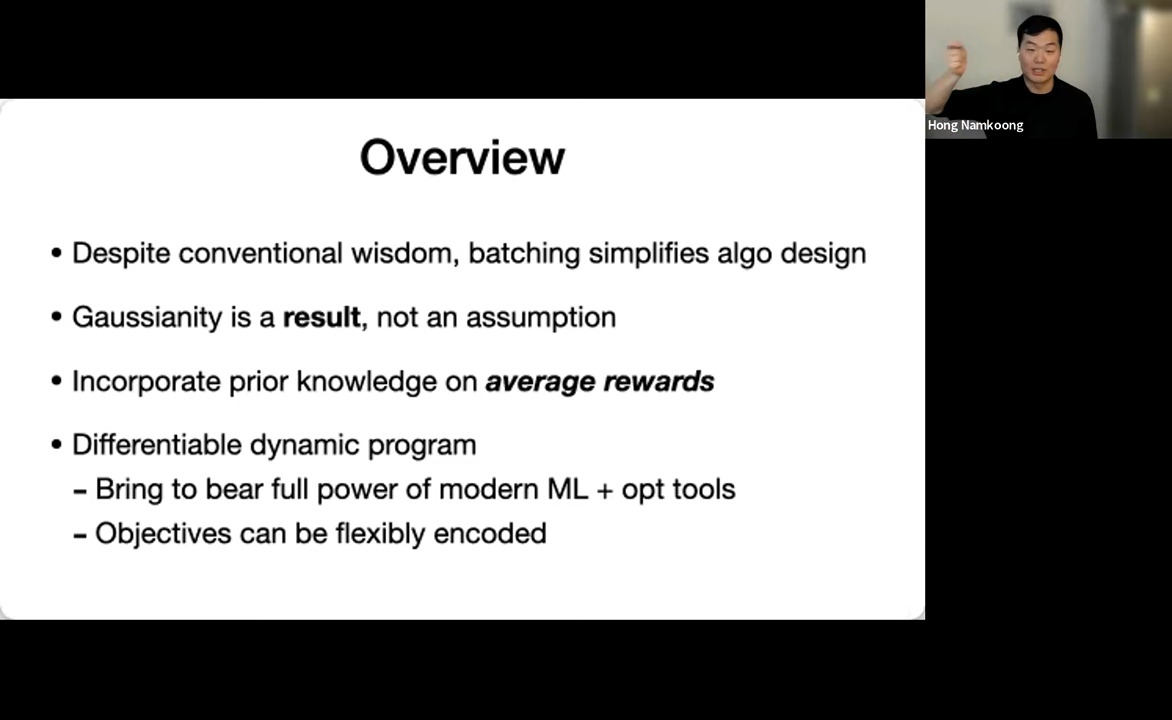 Overview
• Despite conventional wisdom, batching simplifies algo design
• Gaussianity is a result, not an assumption
• Incorporate prior knowledge on average rewards
• Differentiable dynamic program
– Bring to bear full power of modern ML + opt tools
– Objectives can be flexibly encoded
Hong Namkoong